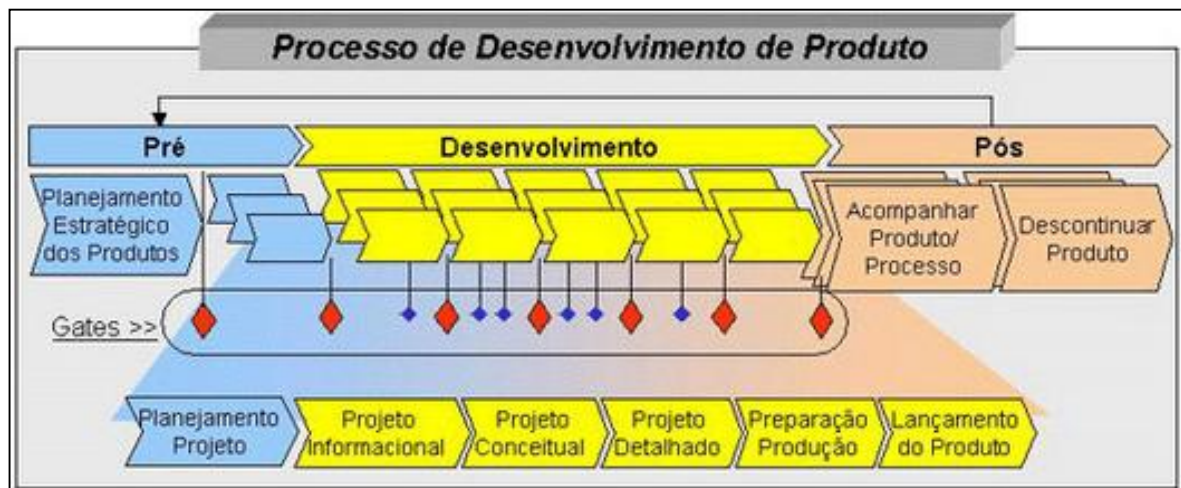 Processo de Desenvolvimento de Produto
Pré
Desenvolvimento
Pós
Planejamento
Estratégico
dos Produtos
Acompanhar
Produto/
Processo
Descontinuar
Produto
Gates >>
Planejamento
Projeto
Projeto
Informacional
Projeto
Conceitual
Projeto
Detalhado
Preparação
Produção
Lançamento
do Produto